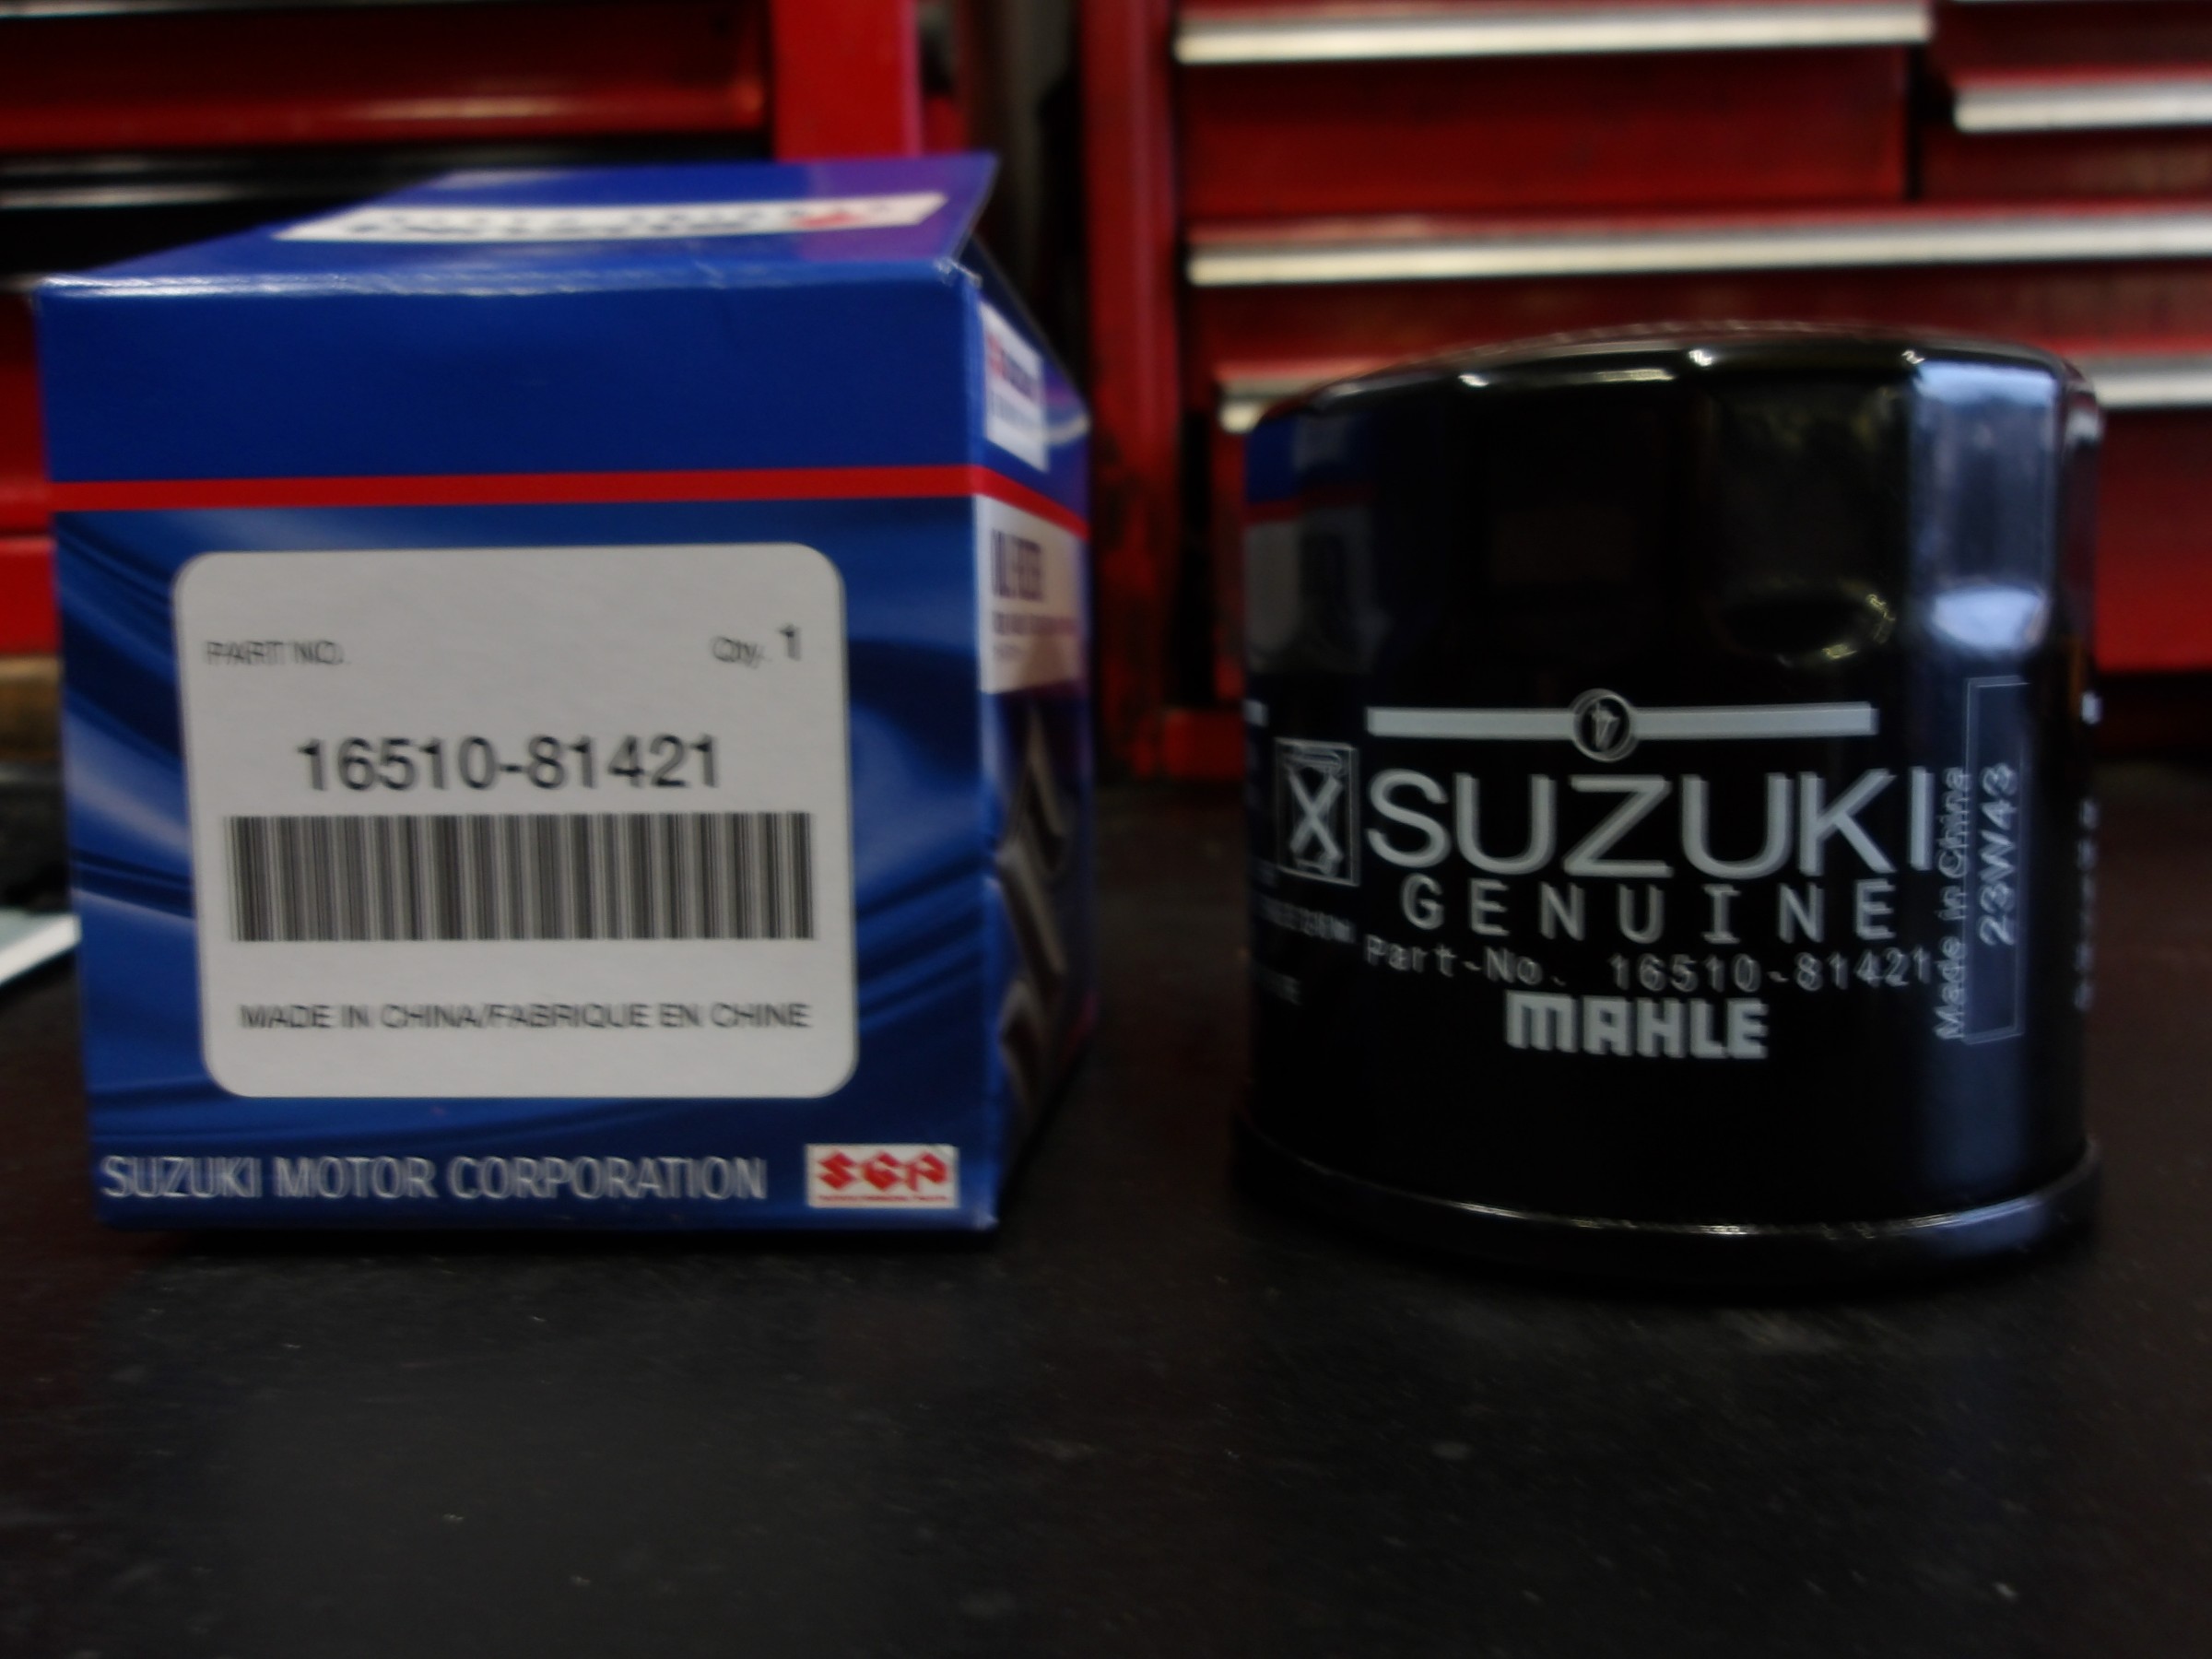 PART NO.
Qty. 1
16510-81421
MADE IN CHINA/FABRIQUE EN CHINE
SUZUKI MOTOR CORPORATION
SGP
SUZUKI
GENUINE
Part-No. 16510-81421
MAHLE
Made in China
23W43